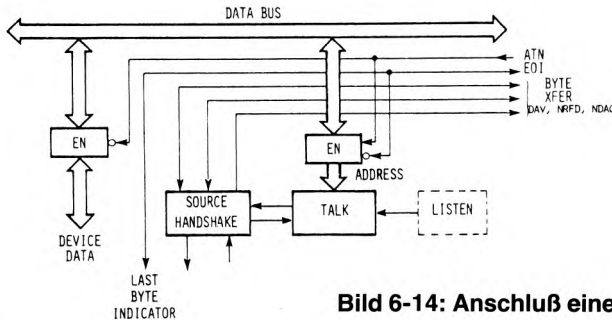 DATA BUS
ATN
EOI
BYTE
XFER
DAV, NRFD, NDAC
EN
EN
ADDRESS
SOURCE
HANDSHAKE
TALK
LISTEN
DEVICE
DATA
LAST
BYTE
INDICATOR
Bild 6-14: Anschluß eine